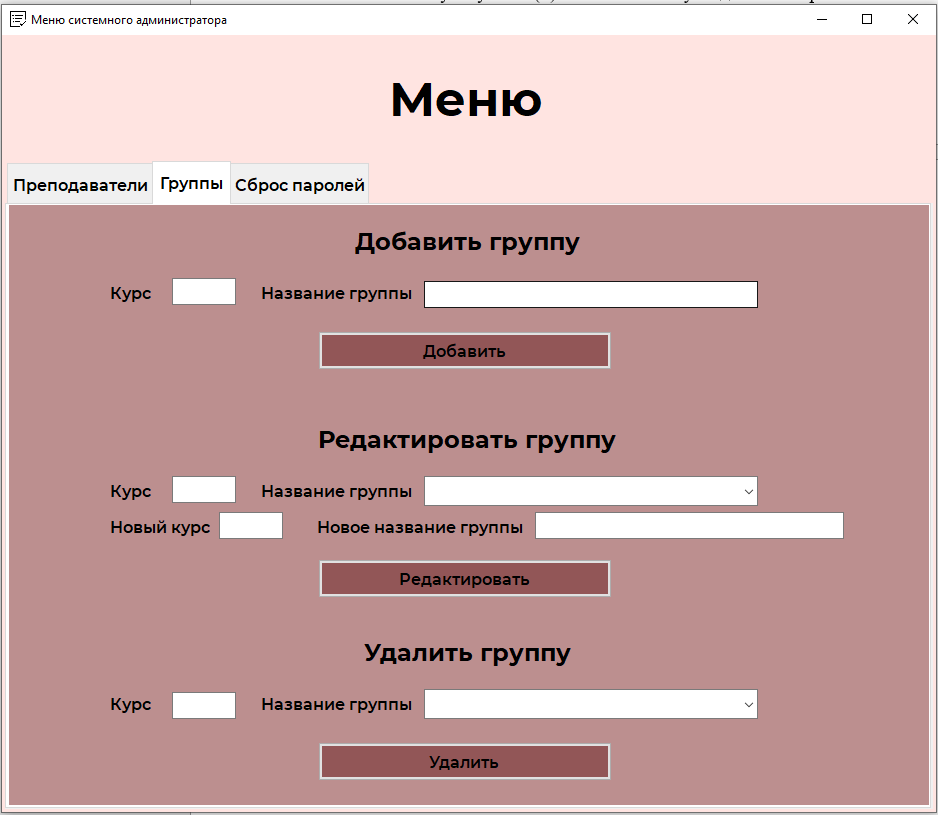 Меню системного администратора
Меню
Преподаватели Группы Сброс паролей
Добавить группу
Курс Название группы
Добавить
Редактировать группу
Курс Название группы
Новый курс Новое название группы
Редактировать
Удалить группу
Курс Название группы
Удалить